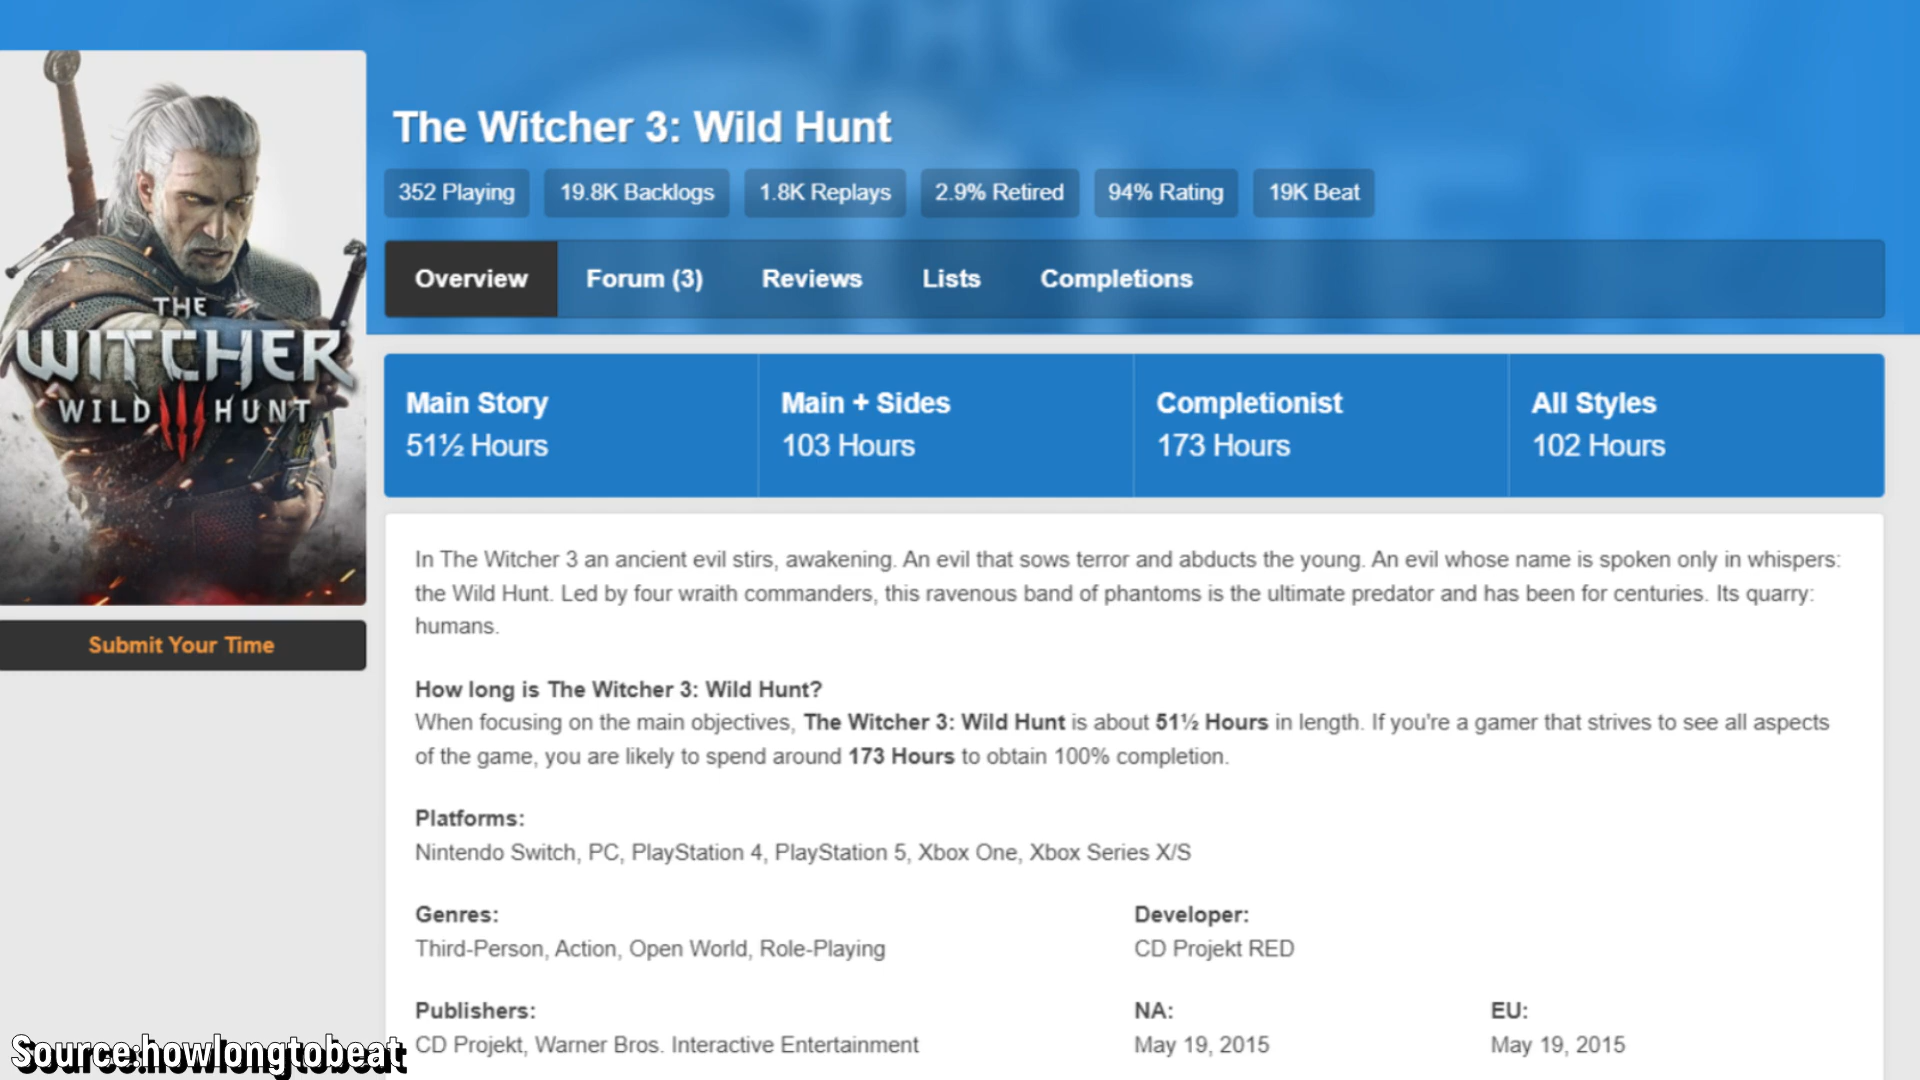 The Witcher 3: Wild Hunt
352 Playing
19.8K Backlogs
1.8K Replays
2.9% Retired
94% Rating
19K Beat
Overview
Forum (3)
Reviews
Lists
Completions
THE
WITCHER
WILD III HUNT
Submit Your Time
Main Story
51½ Hours
Main + Sides
103 Hours
Completionist
173 Hours
All Styles
102 Hours
In The Witcher 3 an ancient evil stirs, awakening. An evil that sows terror and abducts the young. An evil whose name is spoken only in whispers:
the Wild Hunt. Led by four wraith commanders, this ravenous band of phantoms is the ultimate predator and has been for centuries. Its quarry:
humans.
How long is The Witcher 3: Wild Hunt?
When focusing on the main objectives, The Witcher 3: Wild Hunt is about 51½ Hours in length. If you're a gamer that strives to see all aspects
of the game, you are likely to spend around 173 Hours to obtain 100% completion.
Platforms:
Nintendo Switch, PC, PlayStation 4, PlayStation 5, Xbox One, Xbox Series X/S
Genres:
Third-Person, Action, Open World, Role-Playing
Developer:
CD Projekt RED
Publishers:
CD Projekt, Warner Bros. Interactive Entertainment
NA:
May 19, 2015
EU:
May 19, 2015
Source:howlongtobeat